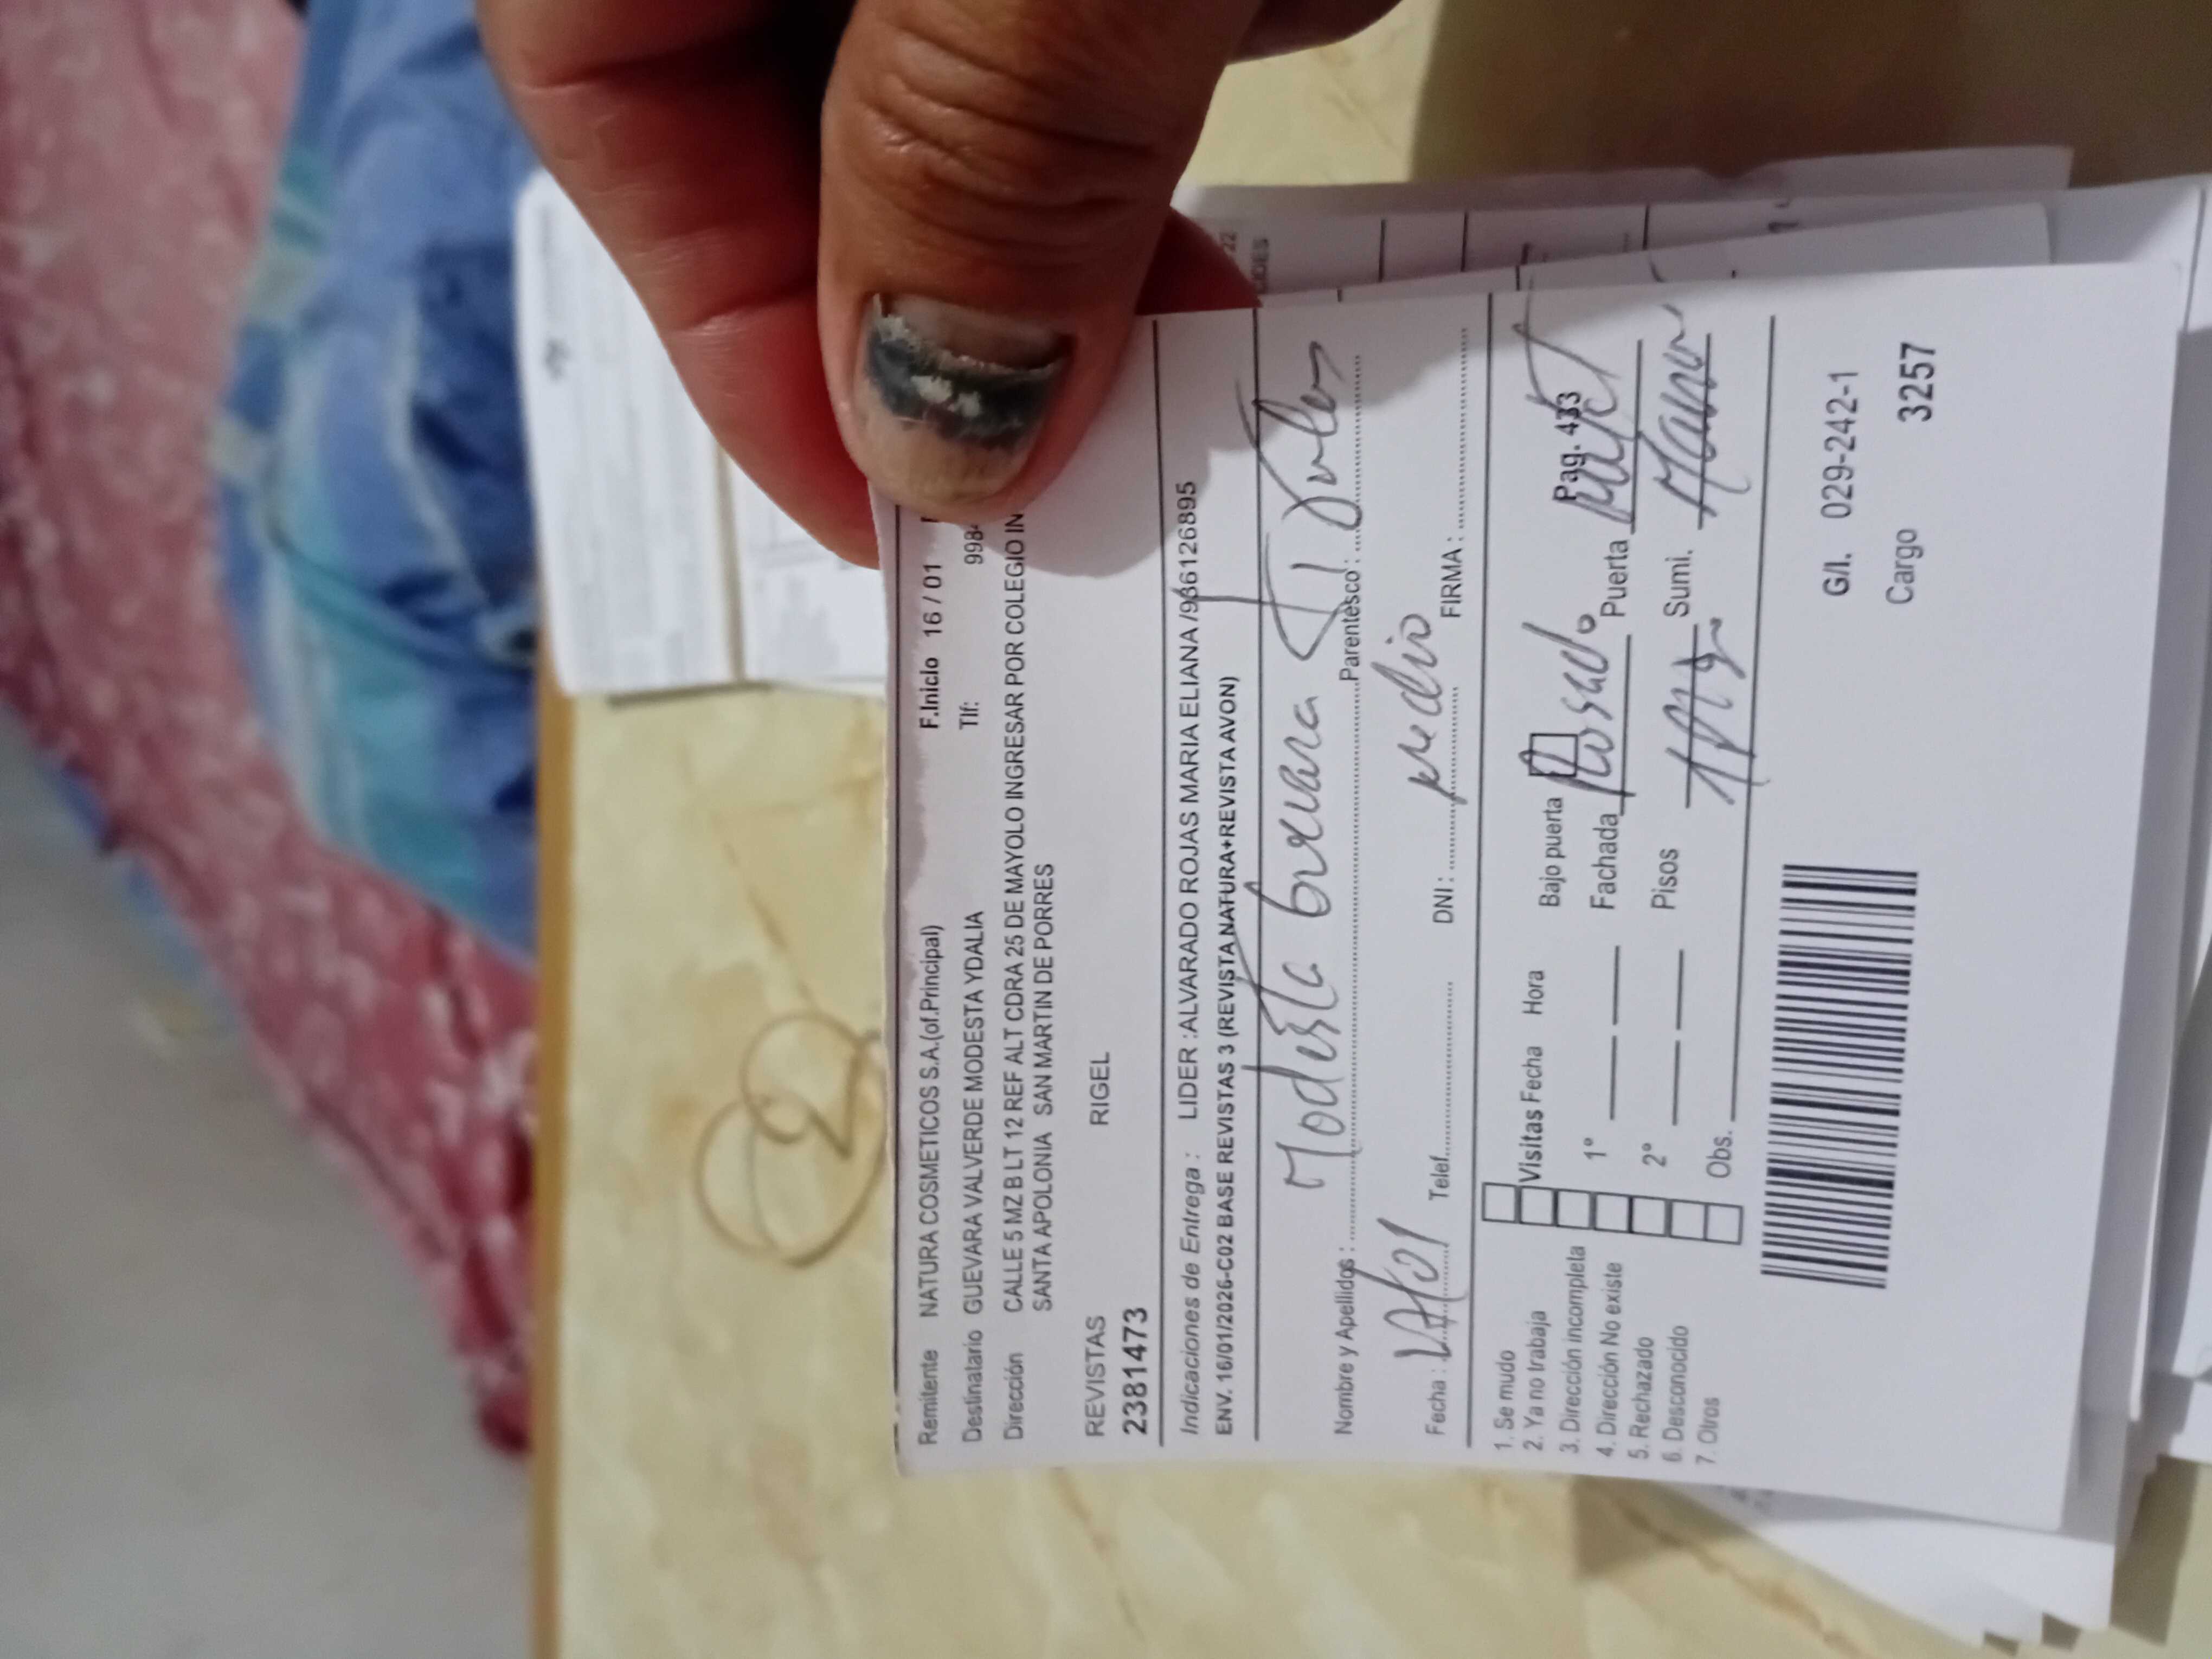 Remitente NATURA COSMETICOS S.A.(of.Principal) F.Inicio 16 / 01
Destinatario GUEVARA VALVERDE MODESTA YDALIA Tlf: 998
Dirección CALLE 5 MZ B LT 12 REF ALT CDRA 25 DE MAYOLO INGRESAR POR COLEGIO IN
SANTA APOLONIA SAN MARTIN DE PORRES
REVISTAS RIGEL
2381473
Indicaciones de Entrega : LIDER :ALVARADO ROJAS MARIA ELIANA /936126895
ENV. 16/01/2026-C02 BASE REVISTAS 3 (REVISTA NATURA+REVISTA AVON)
Nombre y Apellidos : Modesta Parentesco :
Fecha : Telef. DNI : medio FIRMA :
1. Se mudo
2. Ya no trabaja
3. Dirección incompleta
4. Dirección No existe
5. Rechazado
6. Desconocido
7. Otros
Visitas Fecha Hora Bajo puerta Pag. 433
1° Fachada Rosado Puerta
2° Pisos Sumi.
Obs.
G/l. 029-242-1
Cargo 3257
22
2